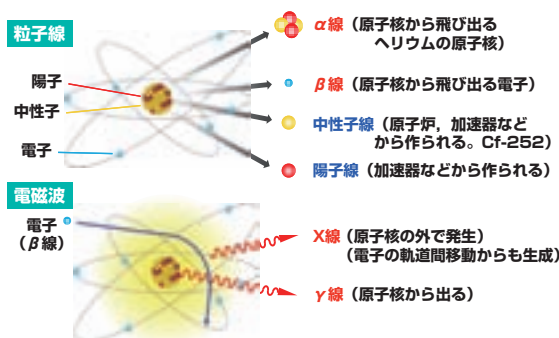 粒子線
陽子
中性子
電子
α線（原子核から飛び出る
ヘリウムの原子核）
β線（原子核から飛び出る電子）
中性子線（原子炉，加速器など
から作られる。Cf-252）
陽子線（加速器などから作られる）
電磁波
電子
（β線）
X線（原子核の外で発生）
（電子の軌道間移動からも生成）
γ線（原子核から出る）